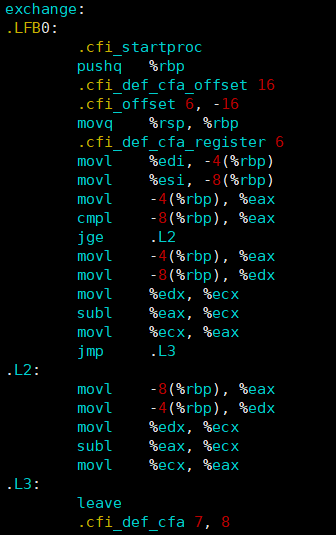 exchange:
.LFB0:
        .cfi_startproc
        pushq   %rbp
        .cfi_def_cfa_offset 16
        .cfi_offset 6, -16
        movq    %rsp, %rbp
        .cfi_def_cfa_register 6
        movl    %edi, -4(%rbp)
        movl    %esi, -8(%rbp)
        movl    -4(%rbp), %eax
        cmpl    -8(%rbp), %eax
        jge     .L2
        movl    -4(%rbp), %eax
        movl    -8(%rbp), %edx
        movl    %edx, %ecx
        subl    %eax, %ecx
        movl    %ecx, %eax
        jmp     .L3
.L2:
        movl    -8(%rbp), %eax
        movl    -4(%rbp), %edx
        movl    %edx, %ecx
        subl    %eax, %ecx
        movl    %ecx, %eax
.L3:
        leave
        .cfi_def_cfa 7, 8